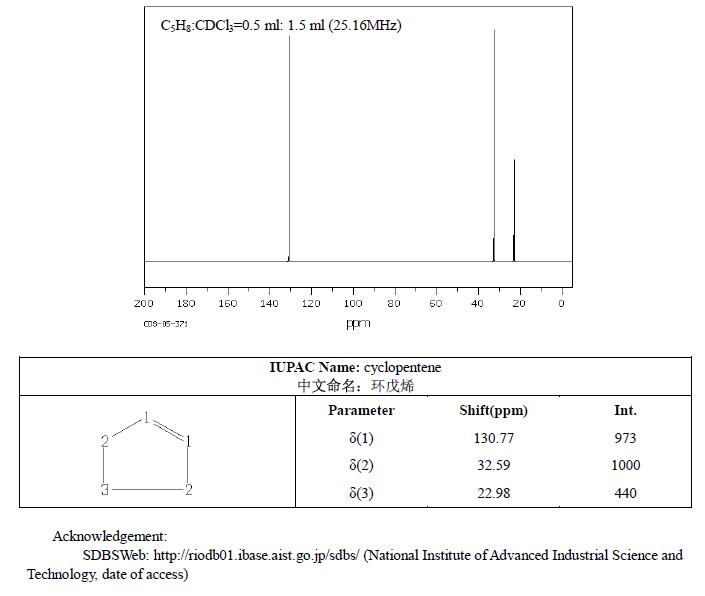 C₅H₈:CDCl₃=0.5 ml: 1.5 ml (25.16MHz)
200 180 160 140 120 100 80 60 40 20 0
CDS-05-371
ppm
IUPAC Name: cyclopentene
中文命名：环戊烯
Parameter Shift(ppm) Int.
δ(1) 130.77 973
δ(2) 32.59 1000
δ(3) 22.98 440
1
2 1
3 2
Acknowledgement:
SDBSWeb: http://riodb01.ibase.aist.go.jp/sdbs/ (National Institute of Advanced Industrial Science and
Technology, date of access)